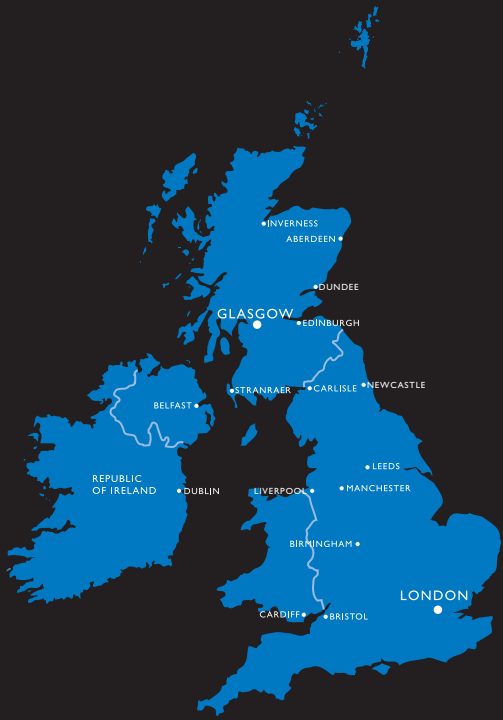 INVERNESS
ABERDEEN
DUNDEE
GLASGOW
EDINBURGH
STRANRAER
CARLISLE
NEWCASTLE
BELFAST
LEEDS
REPUBLIC
OF IRELAND
DUBLIN
LIVERPOOL
MANCHESTER
BIRMINGHAM
LONDON
CARDIFF
BRISTOL